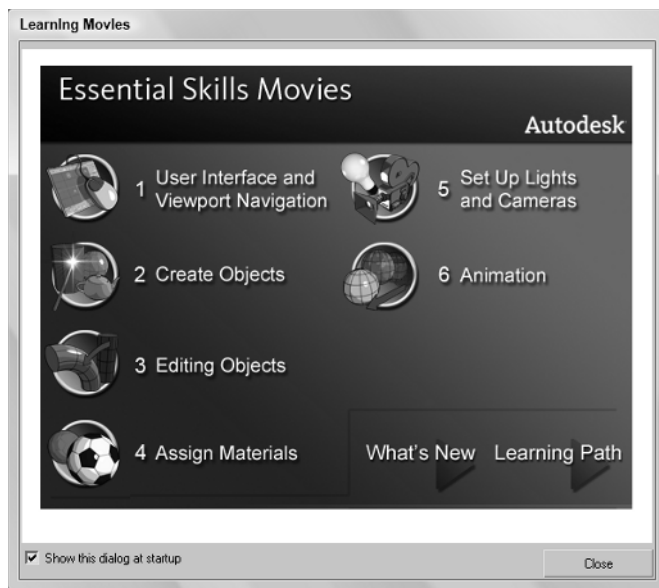 Learning Movies
Essential Skills Movies
Autodesk
1 User Interface and
Viewport Navigation
2 Create Objects
3 Editing Objects
4 Assign Materials
5 Set Up Lights
and Cameras
6 Animation
What's New
Learning Path
Show this dialog at startup
Close